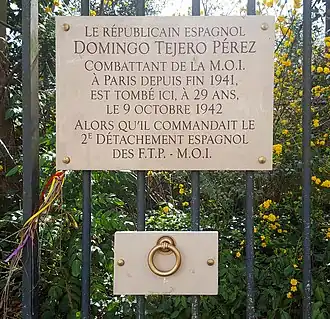 Le Républicain espagnol
Domingo Tejero Pérez
Combattant de la M.O.I.
à Paris depuis fin 1941,
est tombé ici, à 29 ans,
le 9 octobre 1942
Alors qu'il commandait le
2e Détachement espagnol
des F.T.P. - M.O.I.